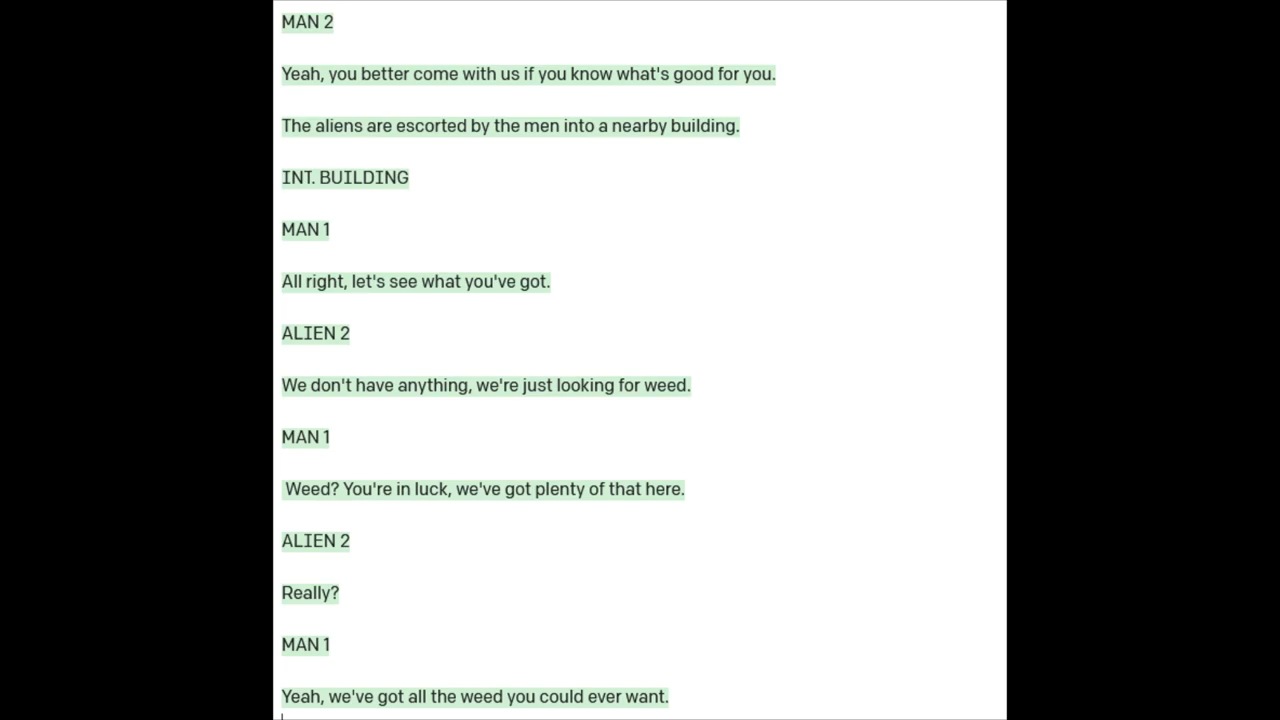 MAN 2
Yeah, you better come with us if you know what's good for you.
The aliens are escorted by the men into a nearby building.
INT. BUILDING
MAN 1
All right, let's see what you've got.
ALIEN 2
We don't have anything, we're just looking for weed.
MAN 1
Weed? You're in luck, we've got plenty of that here.
ALIEN 2
Really?
MAN 1
Yeah, we've got all the weed you could ever want.